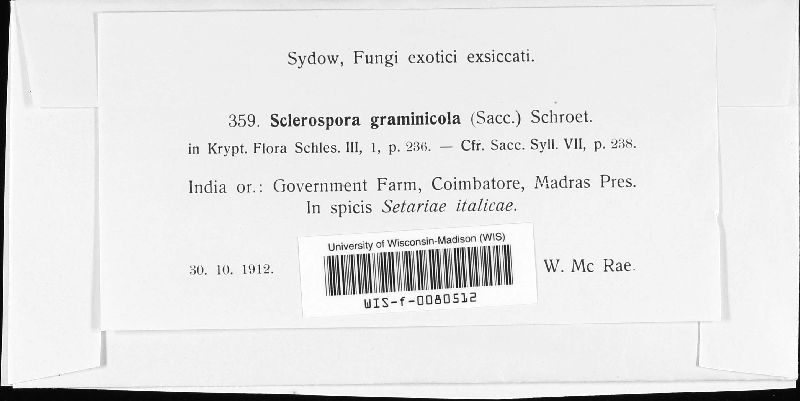 Sydow, Fungi exotici exsiccati.
359. Sclerospora graminicola (Sacc.) Schroet.
in Krypt. Flora Schles. III, 1, p. 236. — Cfr. Sacc. Syll. VII, p. 238.
India or.: Government Farm, Coimbatore, Madras Pres.
In spicis Setariae italicae.
30. 10. 1912.
University of Wisconsin-Madison (WIS)
WIS-f-0080512
W. Mc Rae.